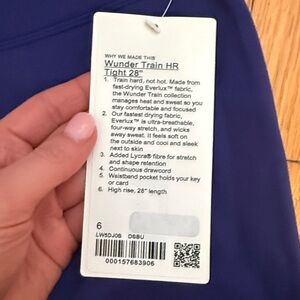 WHY WE MADE THIS
Wunder Train HR
Tight 28"
1. Train hard, not hot. Made from
fast-drying Everlux™ fabric,
the Wunder Train collection
manages heat and sweat so you
stay comfortable and focused
2. Our fastest drying fabric,
Everlux™ is ultra-breathable,
four-way stretch, and wicks
away sweat. It feels soft on
the outside and cool and sleek
next to skin
3. Added Lycra® fibre for stretch
and shape retention
4. Continuous drawcord
5. Waistband pocket holds your key
or card
6. High rise, 28" length
6
LW5DJ0S DSBU
000157683906